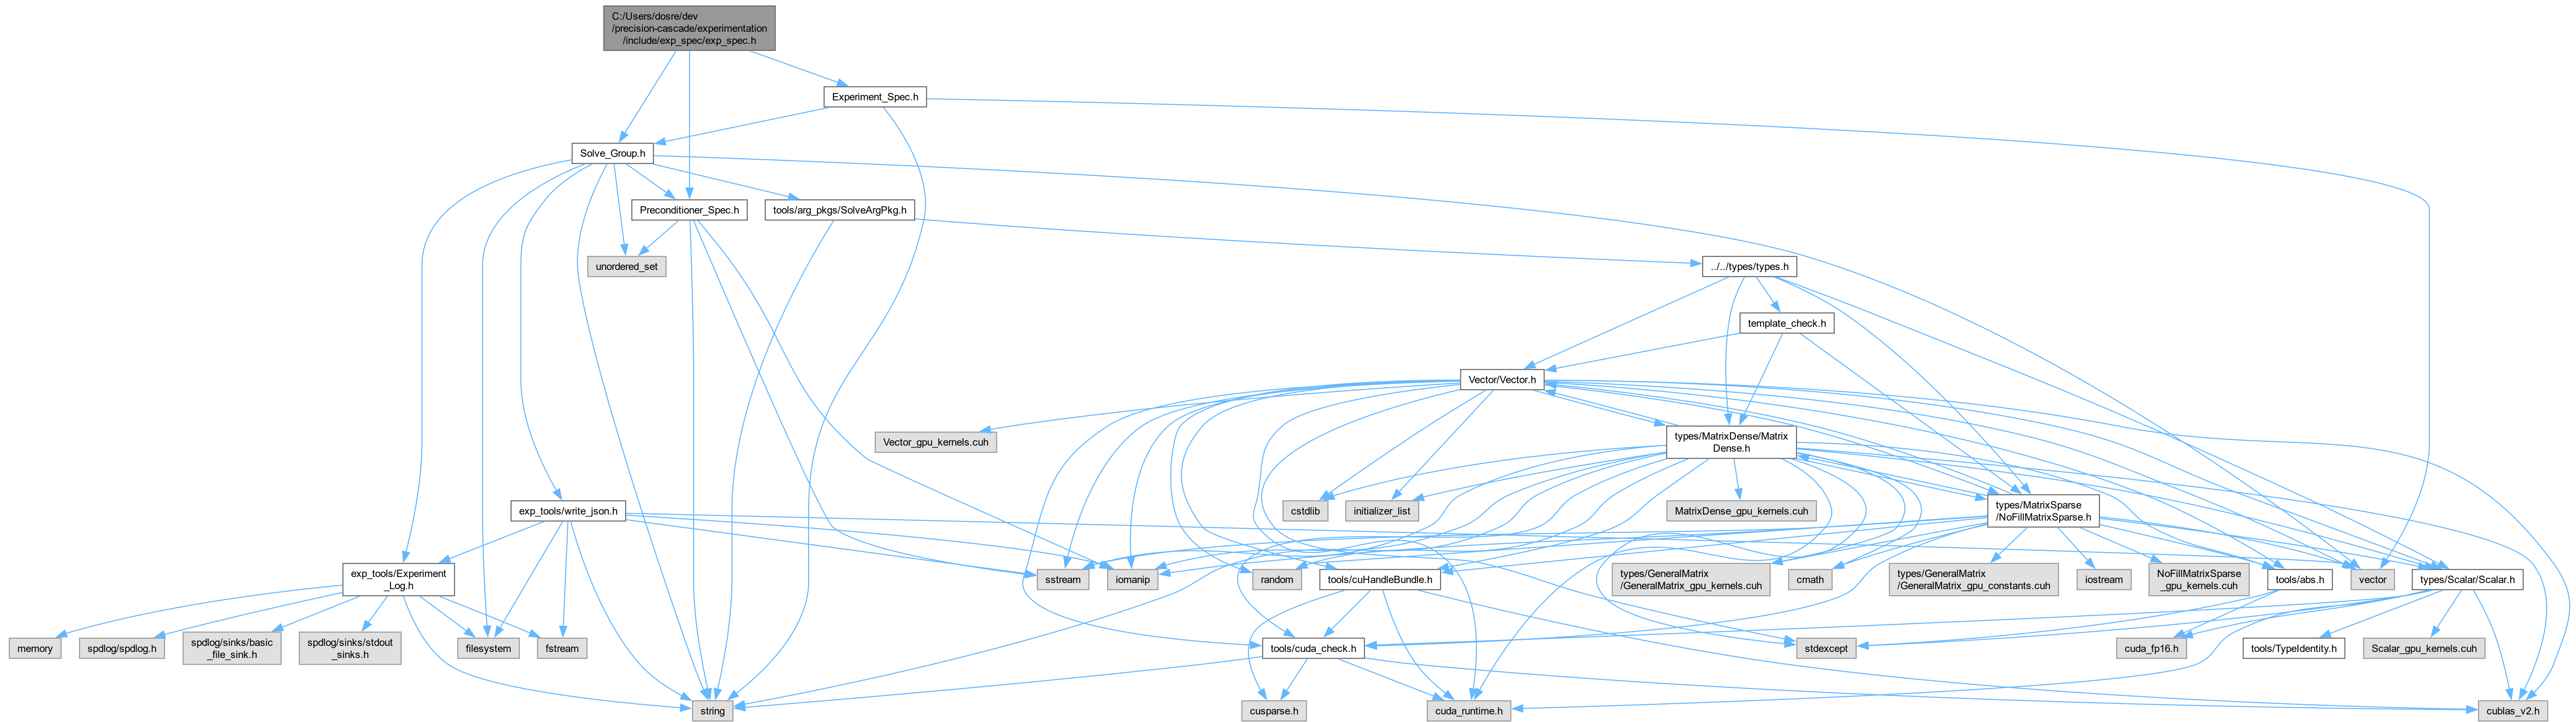 C:/Users/dosre/dev
/precision-cascade/experimentation
/include/exp_spec/exp_spec.h
Experiment_Spec.h
Solve_Group.h
Preconditioner_Spec.h
tools/arg_pkgs/SolveArgPkg.h
unordered_set
../../types/types.h
template_check.h
Vector/Vector.h
Vector_gpu_kernels.cuh
types/MatrixDense/Matrix
Dense.h
exp_tools/write_json.h
cstdlib
initializer_list
MatrixDense_gpu_kernels.cuh
types/MatrixSparse
/NoFillMatrixSparse.h
exp_tools/Experiment
_Log.h
sstream
iomanip
random
tools/cuHandleBundle.h
types/GeneralMatrix
/GeneralMatrix_gpu_kernels.cuh
cmath
types/GeneralMatrix
/GeneralMatrix_gpu_constants.cuh
iostream
NoFillMatrixSparse
_gpu_kernels.cuh
tools/abs.h
vector
types/Scalar/Scalar.h
memory
spdlog/spdlog.h
spdlog/sinks/basic
_file_sink.h
spdlog/sinks/stdout
_sinks.h
filesystem
fstream
tools/cuda_check.h
stdexcept
cuda_fp16.h
tools/TypeIdentity.h
Scalar_gpu_kernels.cuh
string
cusparse.h
cuda_runtime.h
cublas_v2.h